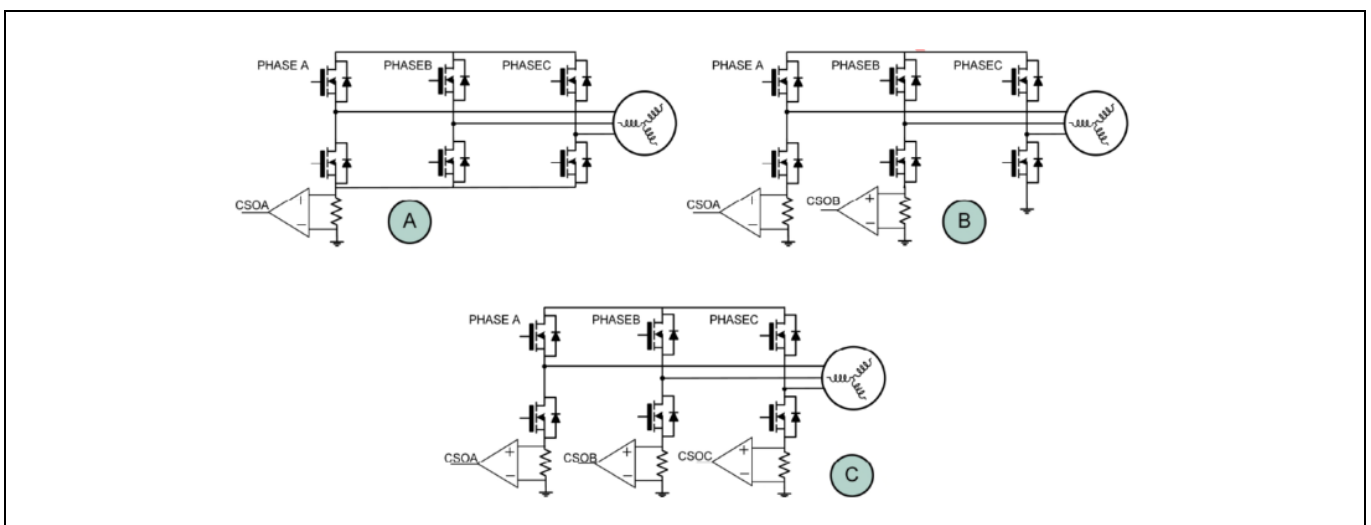 PHASE A PHASEB PHASEC
CSOA
A
PHASE A PHASEB PHASEC
CSOA CSOB
B
PHASE A PHASEB PHASEC
CSOA CSOB CSOC
C